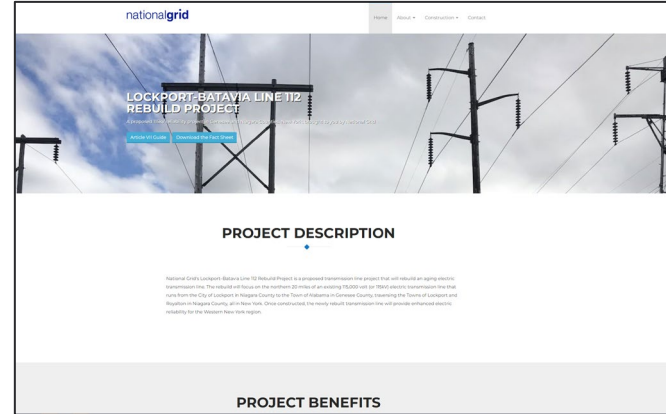 nationalgrid
Home About Construction Contact
LOCKPORT-BATAVIA LINE 112
REBUILD PROJECT
Article VII Guide Download the Fact Sheet
PROJECT DESCRIPTION
National Grid's Lockport-Batavia Line 112 Rebuild Project is a proposed transmission line project that will rebuild an aging electric
transmission line. The rebuild will focus on the northern 20 miles of an existing 115,000 volt (or 115kV) electric transmission line that
runs from the City of Lockport in Niagara County to the Town of Alabama in Genesee County, traversing the Towns of Lockport and
Royalton in Niagara County, all in New York. Once constructed, the newly rebuilt transmission line will provide enhanced electric
reliability for the Western New York region.
PROJECT BENEFITS